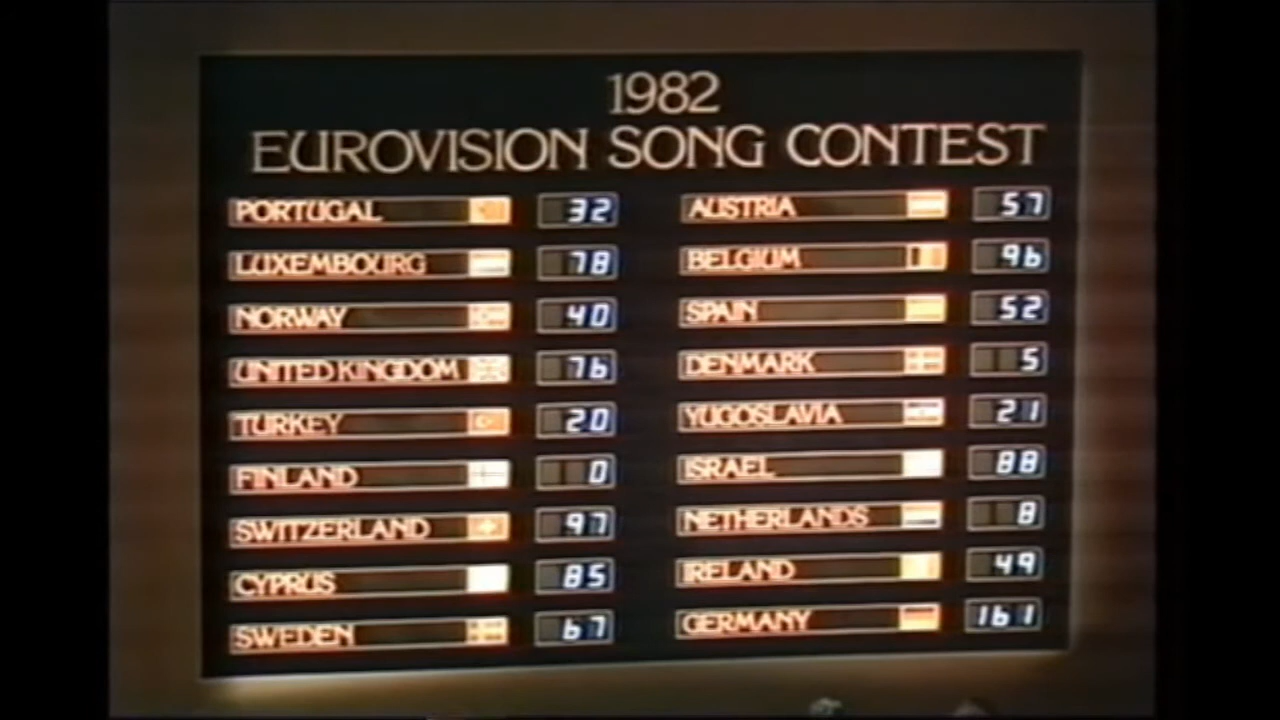 1982
EUROVISION SONG CONTEST
PORTUGAL 32 AUSTRIA 57
LUXEMBOURG 78 BELGIUM 96
NORWAY 40 SPAIN 52
UNITED KINGDOM 76 DENMARK 5
TURKEY 20 YUGOSLAVIA 21
FINLAND 0 ISRAEL 88
SWITZERLAND 97 NETHERLANDS 8
CYPRUS 85 IRELAND 49
SWEDEN 67 GERMANY 161